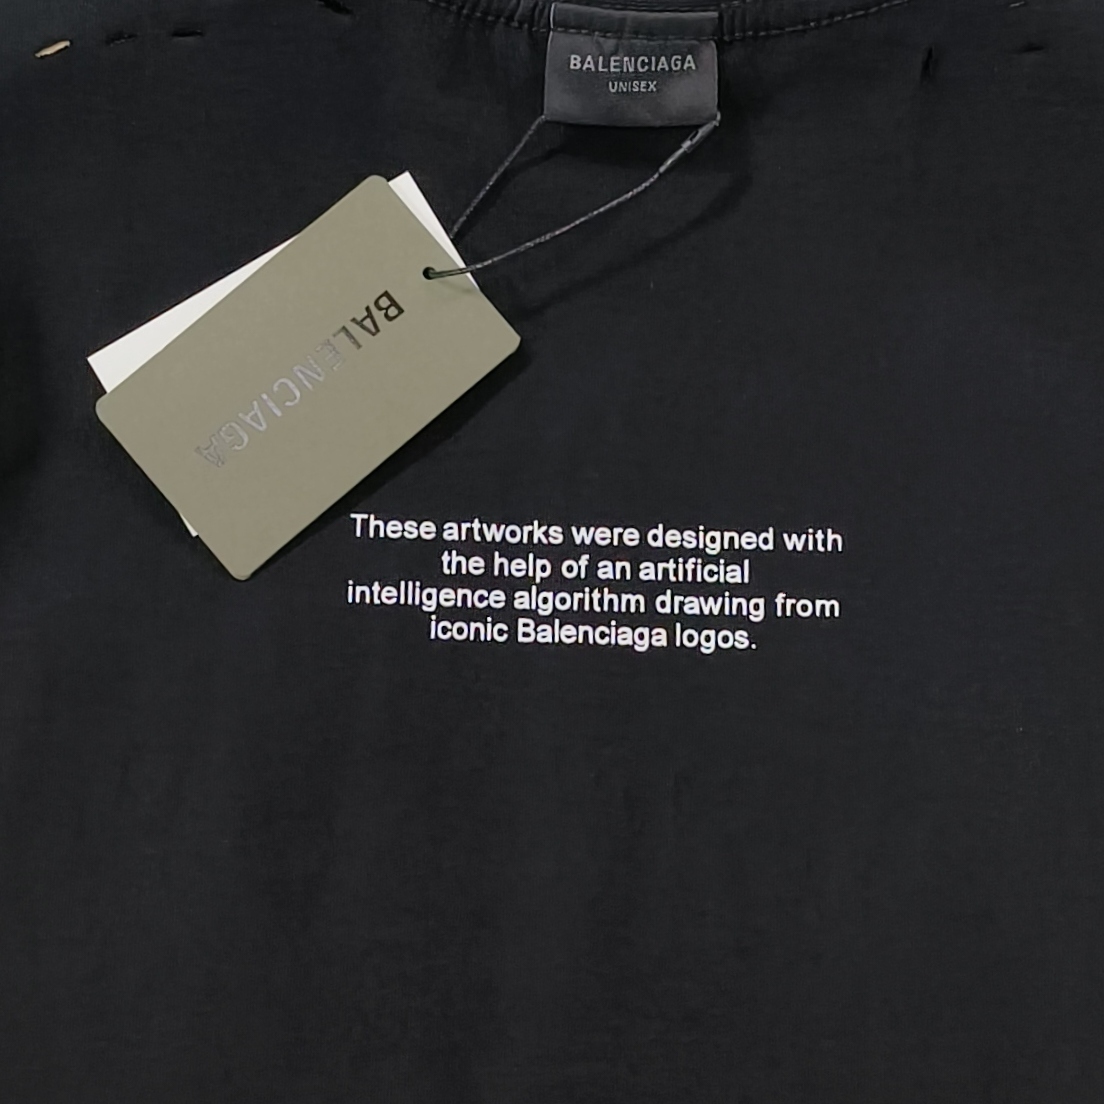 BALENCIAGA
UNISEX
BALENCIAGA
These artworks were designed with
the help of an artificial
intelligence algorithm drawing from
iconic Balenciaga logos.